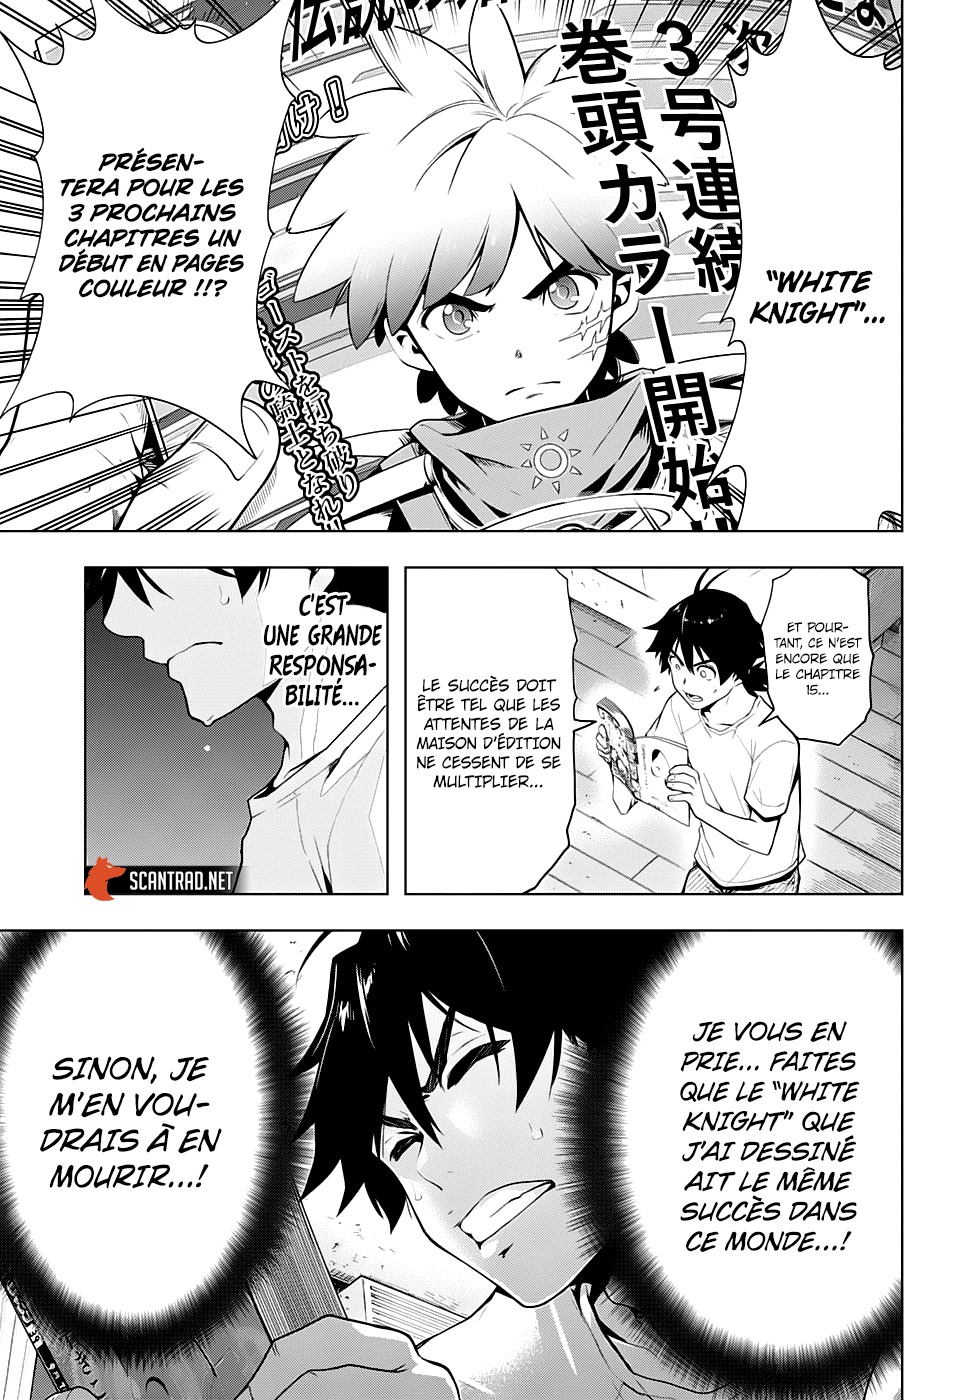 "WHITE
KNIGHT"...
次
3号連続
巻頭カラー開始!!
伝説の
け！
ゴーストを打ち破り
騎士となれ!!
PRÉSEN-
TERA POUR LES
3 PROCHAINS
CHAPITRES UN
DÉBUT EN PAGES
COULEUR !!?
ET POUR-
TANT, CE N'EST
ENCORE QUE
LE CHAPITRE
15...
LE SUCCÈS DOIT
ÊTRE TEL QUE LES
ATTENTES DE LA
MAISON D'ÉDITION
NE CESSENT DE SE
MULTIPLIER...
C'EST
UNE GRANDE
RESPONSA-
BILITÉ...
SCANTRAD.NET
JE VOUS EN
PRIE... FAITES
QUE LE "WHITE
KNIGHT" QUE
J'AI DESSINÉ
AIT LE MÊME
SUCCÈS DANS
CE MONDE...!
SINON, JE
M'EN VOU-
DRAIS À EN
MOURIR...!